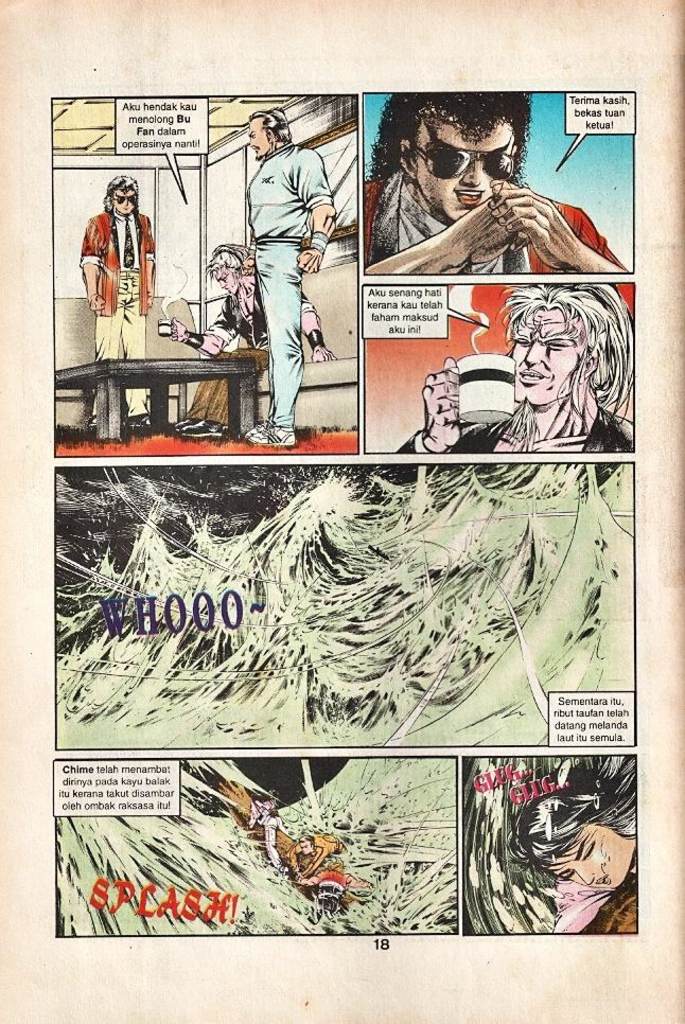 Aku hendak kau
menolong Bu
Fan dalam
operasinya nanti!
Terima kasih,
bekas tuan
ketua!
Aku senang hati
kerana kau telah
faham maksud
aku ini!
WHOOO~
Sementara itu,
ribut taufan telah
datang melanda
laut itu semula.
Chime telah menambat
dirinya pada kayu balak
itu kerana takut disambar
oleh ombak raksasa itu!
SPLASH!
GLUG...
GLUG...
18